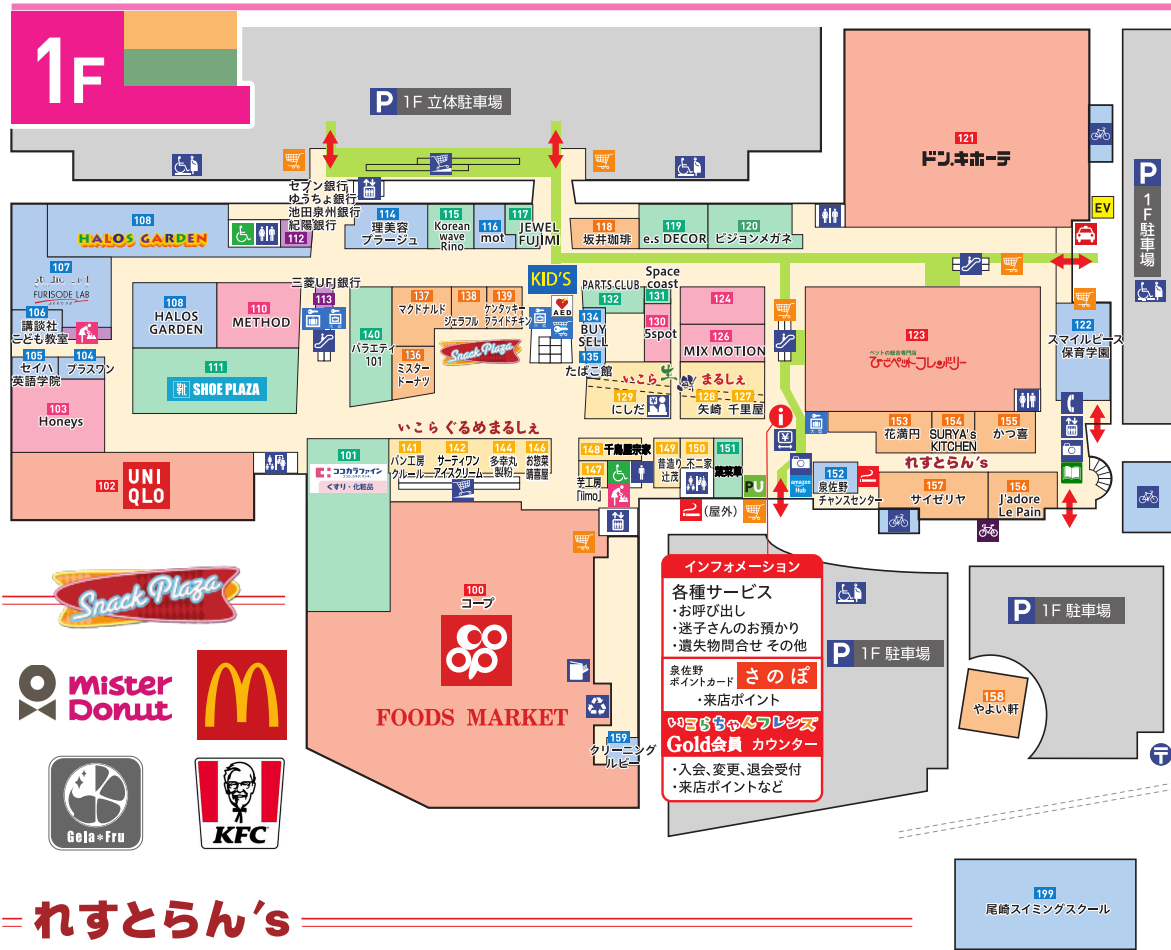 1F
P 1F 立体駐車場
121
ドン.キホーテ
P
1F駐車場
EV
セブン銀行
ゆうちょ銀行
池田泉州銀行
紀陽銀行
112
108
HALOS GARDEN
114
理美容
プラージュ
115
Korean
wave
Rino
116
mot
117
JEWEL
FUJIMI
118
坂井珈琲
119
e.s DECOR
120
ビジョンメガネ
107
FURISODE LAB
106
講談社
こども教室
105
セイハ
英語学院
104
プラスワン
108
HALOS
GARDEN
110
METHOD
三菱UFJ銀行
113
111
靴 SHOE PLAZA
103
Honeys
102
UNI
QLO
140
バラエティ
101
137
マクドナルド
138
ジェラフル
139
ケンタッキー
フライドチキン
136
ミスター
ドーナツ
Snack Plaza
KID'S
AED
PARTS CLUB
132
Space
coast
131
134
BUY
SELL
135
たばこ館
130
5spot
124
126
MIX MOTION
いこら 生 まるしぇ
129
にしだ
128
矢崎
127
千里屋
123
ペットの総合専門店
ひごペットフレンドリー
122
スマイルピース
保育学園
153
花満円
154
SURYA's
KITCHEN
155
かつ喜
れすとらん's
152
泉佐野
チャンスセンター
157
サイゼリヤ
156
J'adore
Le Pain
amazon
Hub
i
いこら ぐるめまるしぇ
101
ココカラファイン
くすり・化粧品
141
パン工房
クルール
142
サーティワン
アイスクリーム
144
多幸丸
製粉
146
お惣菜
晴喜屋
148
千鳥屋宗家
147
芋工房
「imo」
149
昔造り
辻茂
150
不二家
151
葉菜草
PU
(屋外)
100
コープ
FOODS MARKET
159
クリーニング
ルビー
インフォメーション
各種サービス
・お呼び出し
・迷子さんのお預かり
・遺失物問合せ その他
泉佐野
ポイントカード さのぽ
・来店ポイント
いこらちゃんフレンズ
Gold会員 カウンター
・入会、変更、退会受付
・来店ポイントなど
P 1F 駐車場
P 1F 駐車場
158
やよい軒
〒
199
尾崎スイミングスクール
Snack Plaza
mister
Donut
M
Gela*Fru
KFC
れすとらん's